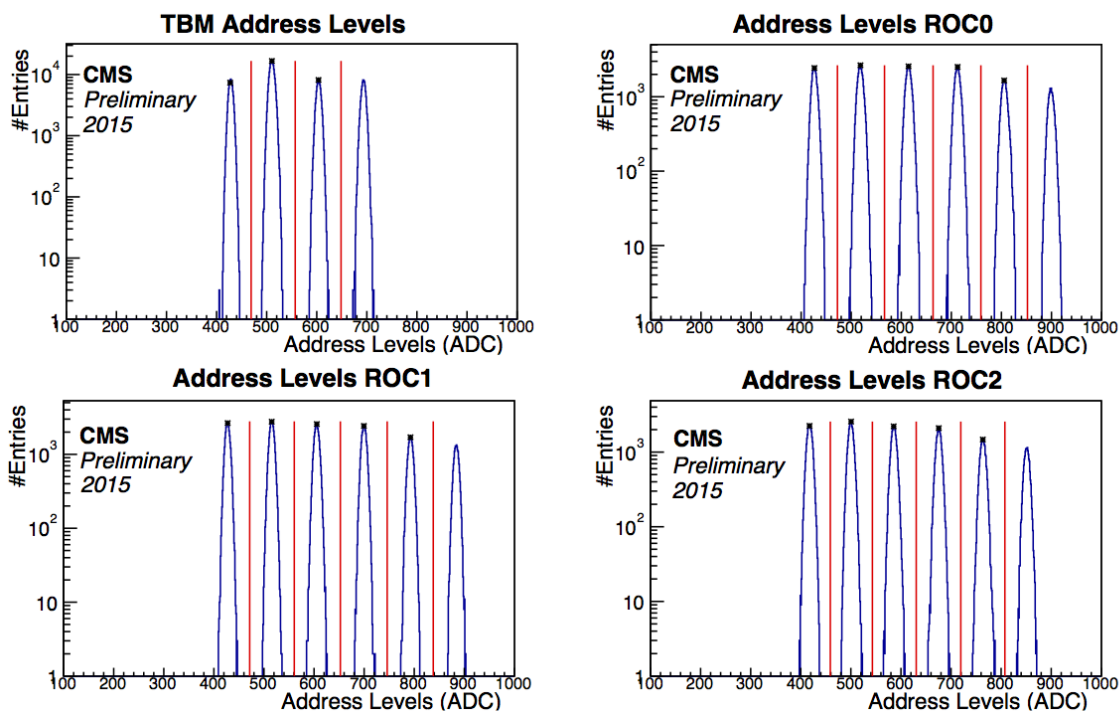 TBM Address Levels
#Entries
10⁴
10³
10²
10
1
CMS
Preliminary
2015
100 200 300 400 500 600 700 800 900 1000
Address Levels (ADC)
Address Levels ROC0
#Entries
10³
10²
10
1
CMS
Preliminary
2015
100 200 300 400 500 600 700 800 900 1000
Address Levels (ADC)
Address Levels ROC1
#Entries
10³
10²
10
1
CMS
Preliminary
2015
100 200 300 400 500 600 700 800 900 1000
Address Levels (ADC)
Address Levels ROC2
#Entries
10³
10²
10
1
CMS
Preliminary
2015
100 200 300 400 500 600 700 800 900 1000
Address Levels (ADC)